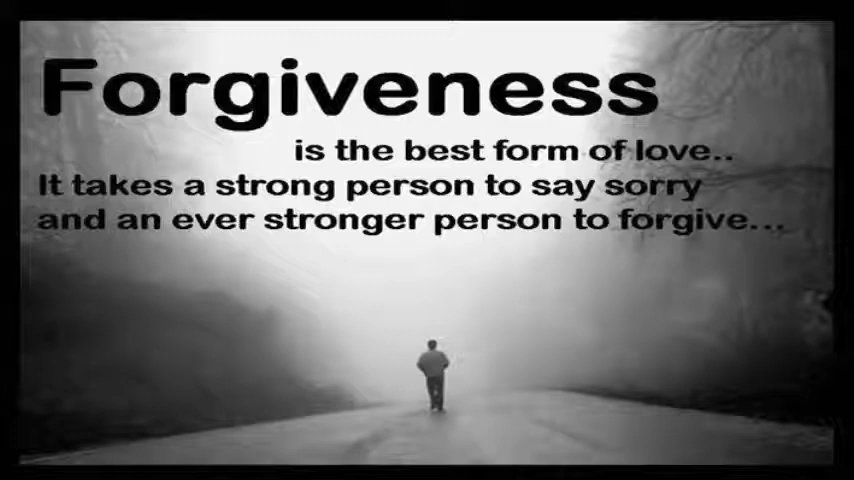 Forgiveness
is the best form of love..
It takes a strong person to say sorry
and an ever stronger person to forgive...